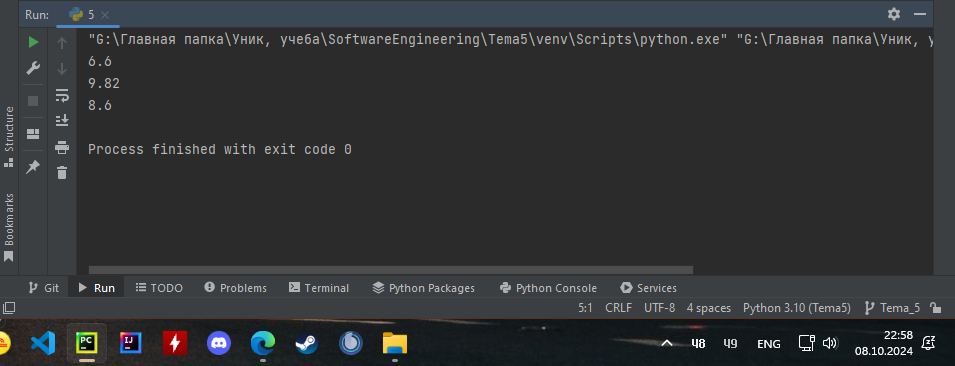 Run: 5
"G:\Главная папка\Уник, учеба\SoftwareEngineering\Tema5\venv\Scripts\python.exe" "G:\Главная папка\Уник, у
6.6
9.82
8.6
Process finished with exit code 0
Structure
Bookmarks
Git Run TODO Problems Terminal Python Packages Python Console Services
5:1 CRLF UTF-8 4 spaces Python 3.10 (Tema5) Tema_5
PC IJ ENG 22:58
08.10.2024